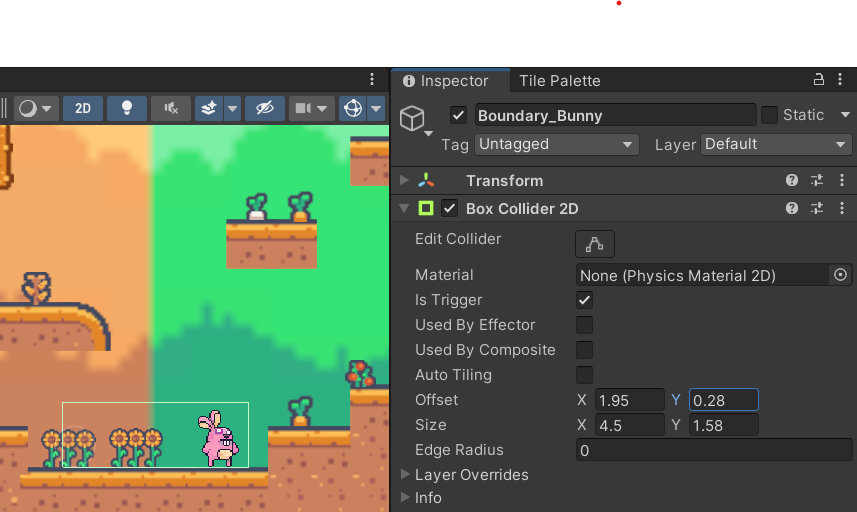 Inspector Tile Palette
2D
Boundary_Bunny Static
Tag Untagged Layer Default
Transform
Box Collider 2D
Edit Collider
Material None (Physics Material 2D)
Is Trigger
Used By Effector
Used By Composite
Auto Tiling
Offset X 1.95 Y 0.28
Size X 4.5 Y 1.58
Edge Radius 0
Layer Overrides
Info